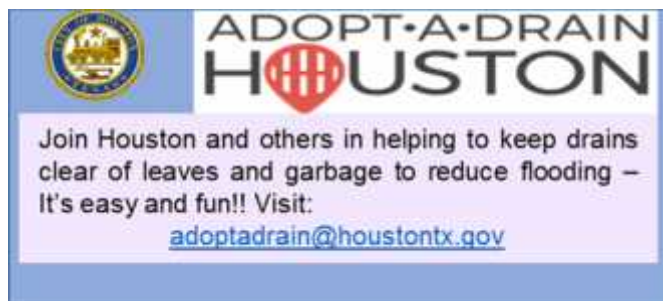 ADOPT•A•DRAIN
HOUSTON
Join Houston and others in helping to keep drains
clear of leaves and garbage to reduce flooding –
It's easy and fun!! Visit:
adoptadrain@houstontx.gov